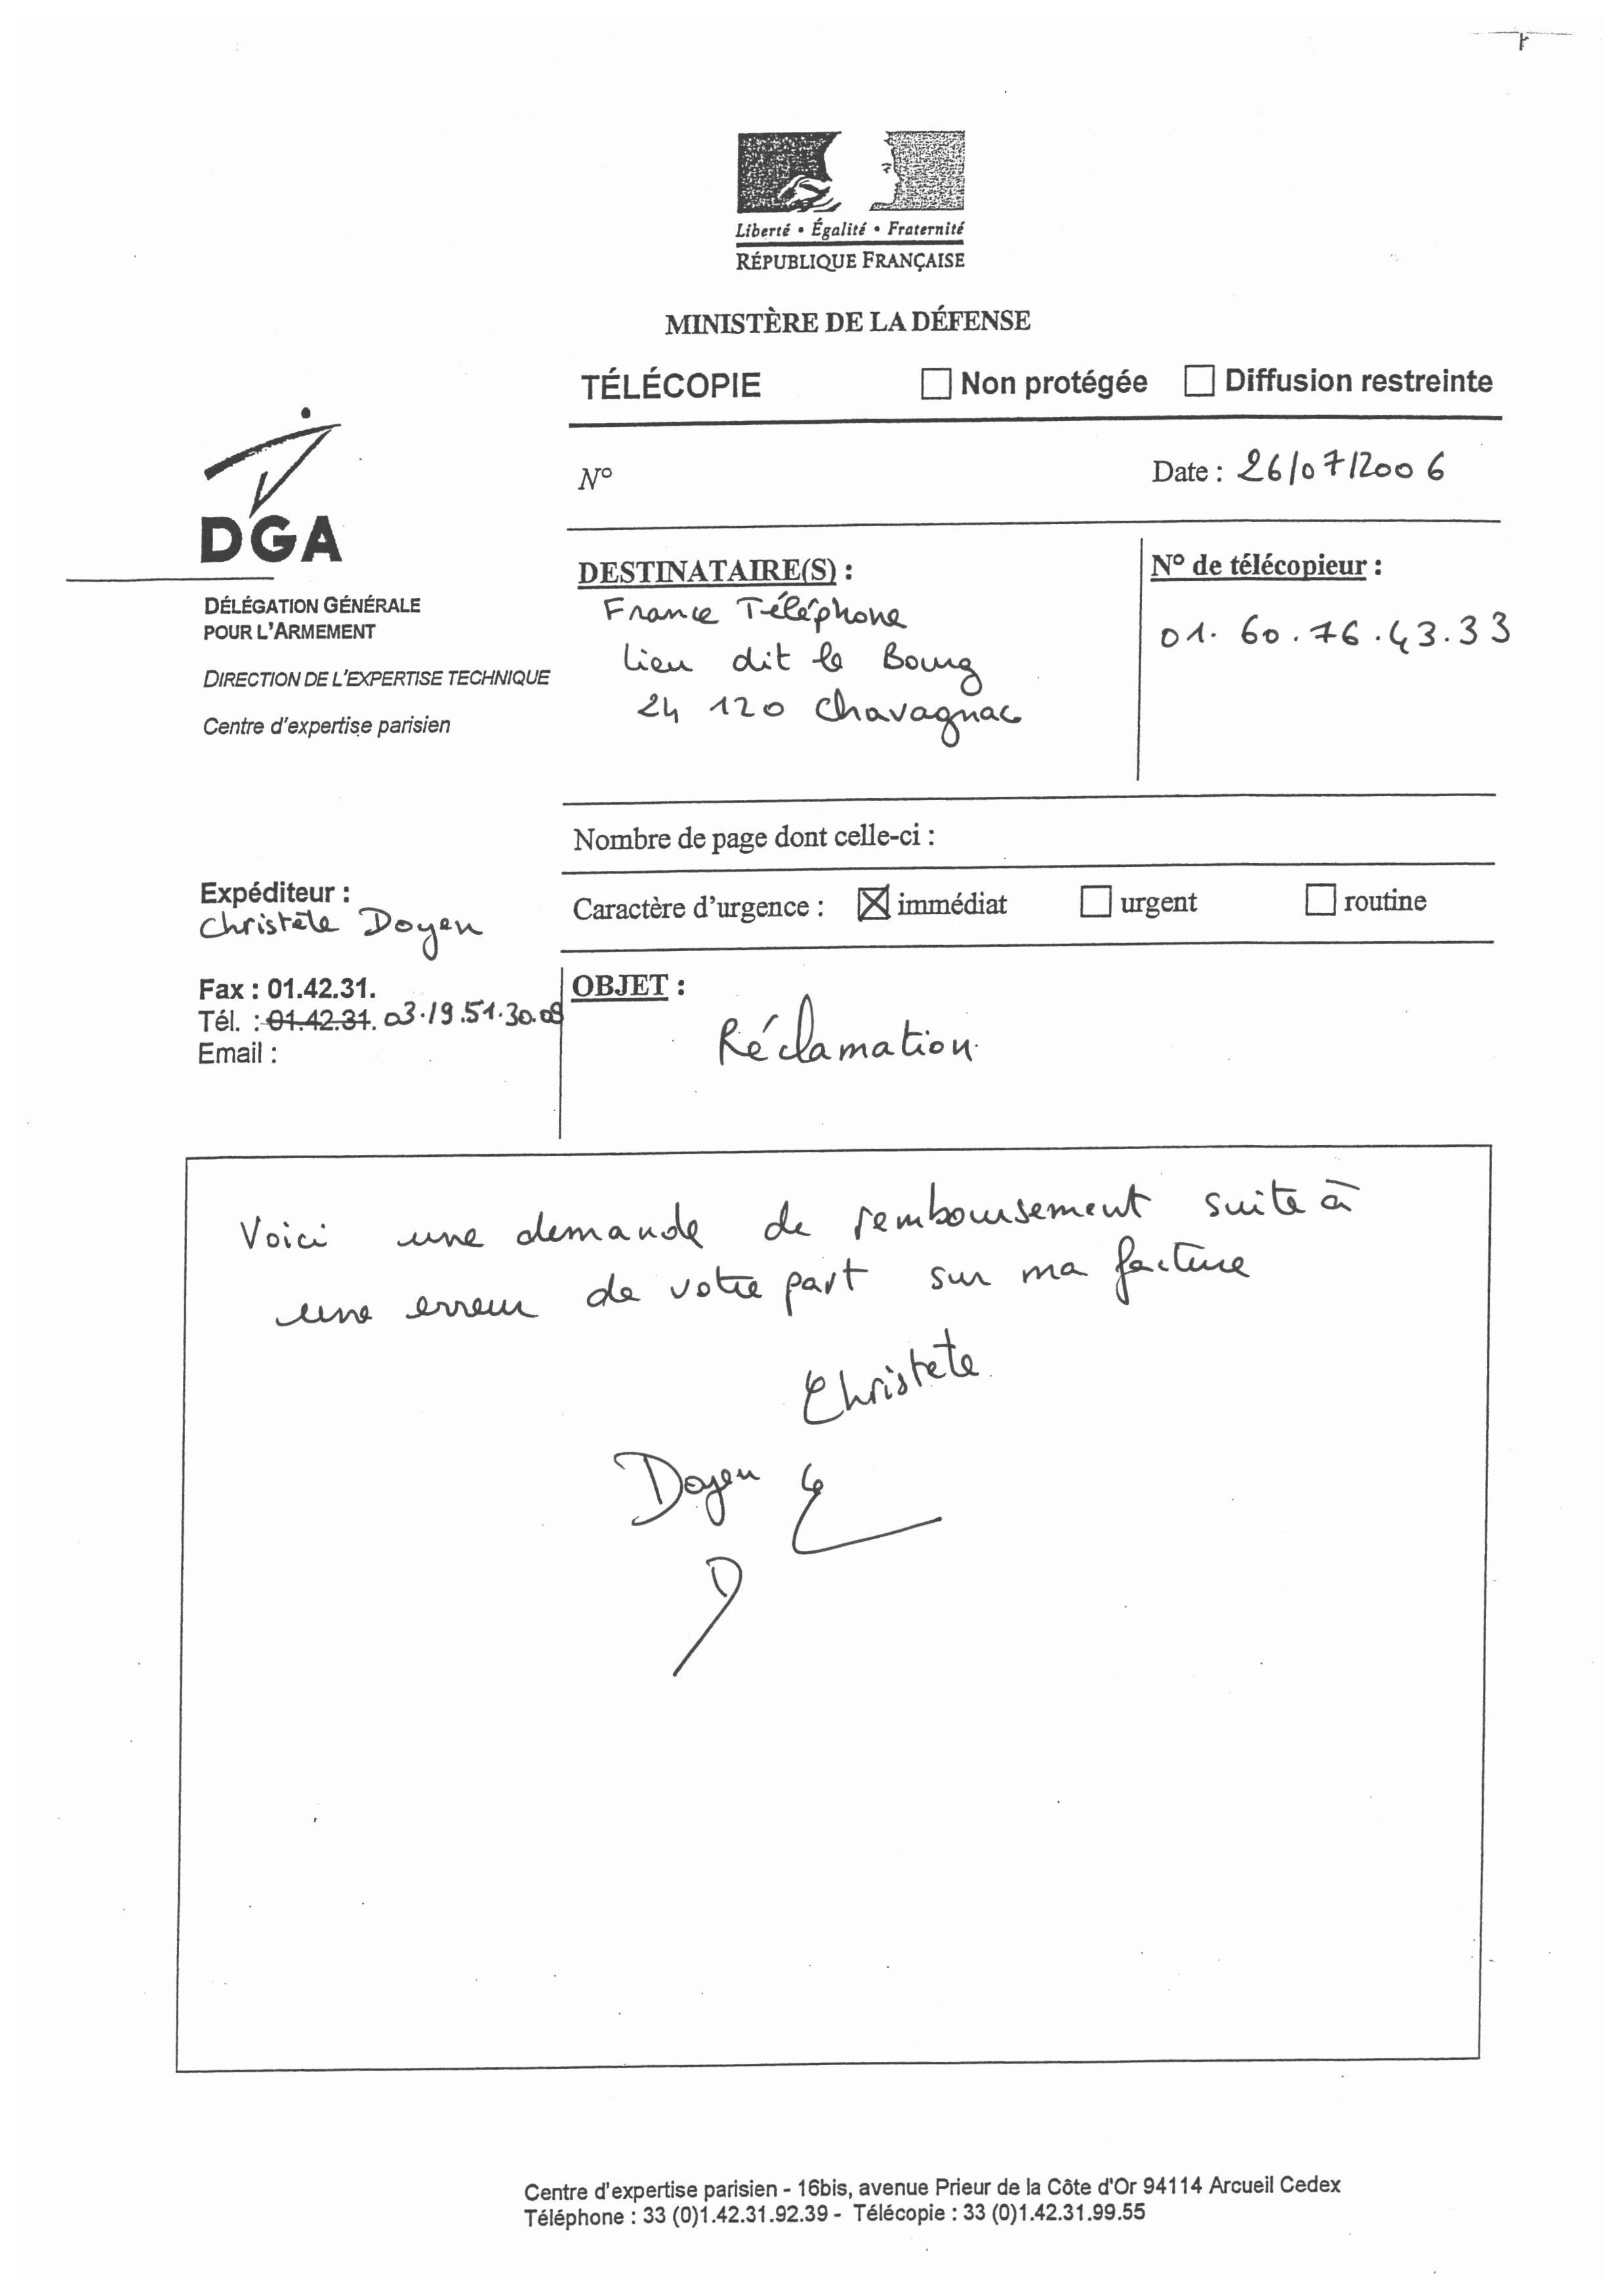 Liberté • Égalité • Fraternité
RÉPUBLIQUE FRANÇAISE
MINISTÈRE DE LA DÉFENSE
TÉLÉCOPIE ☐ Non protégée ☐ Diffusion restreinte
N° Date : 26/07/2006
DGA
DÉLÉGATION GÉNÉRALE
POUR L'ARMEMENT
DIRECTION DE L'EXPERTISE TECHNIQUE
Centre d'expertise parisien
DESTINATAIRE(S) :
France Téléphone
Lieu dit le Bourg
24 120 Chavagnac
N° de télécopieur :
01. 60. 76. 43. 33
Nombre de page dont celle-ci :
Expéditeur :
Christèle Doyen
Caractère d'urgence : ☒ immédiat ☐ urgent ☐ routine
Fax : 01.42.31.
Tél. : 01.42.31. 03.19.51.30.08
Email :
OBJET :
Réclamation
Voici une demande de remboursement suite à
une erreur de votre part sur ma facture
Christele
Doyen
Centre d'expertise parisien - 16bis, avenue Prieur de la Côte d'Or 94114 Arcueil Cedex
Téléphone : 33 (0)1.42.31.92.39 - Télécopie : 33 (0)1.42.31.99.55